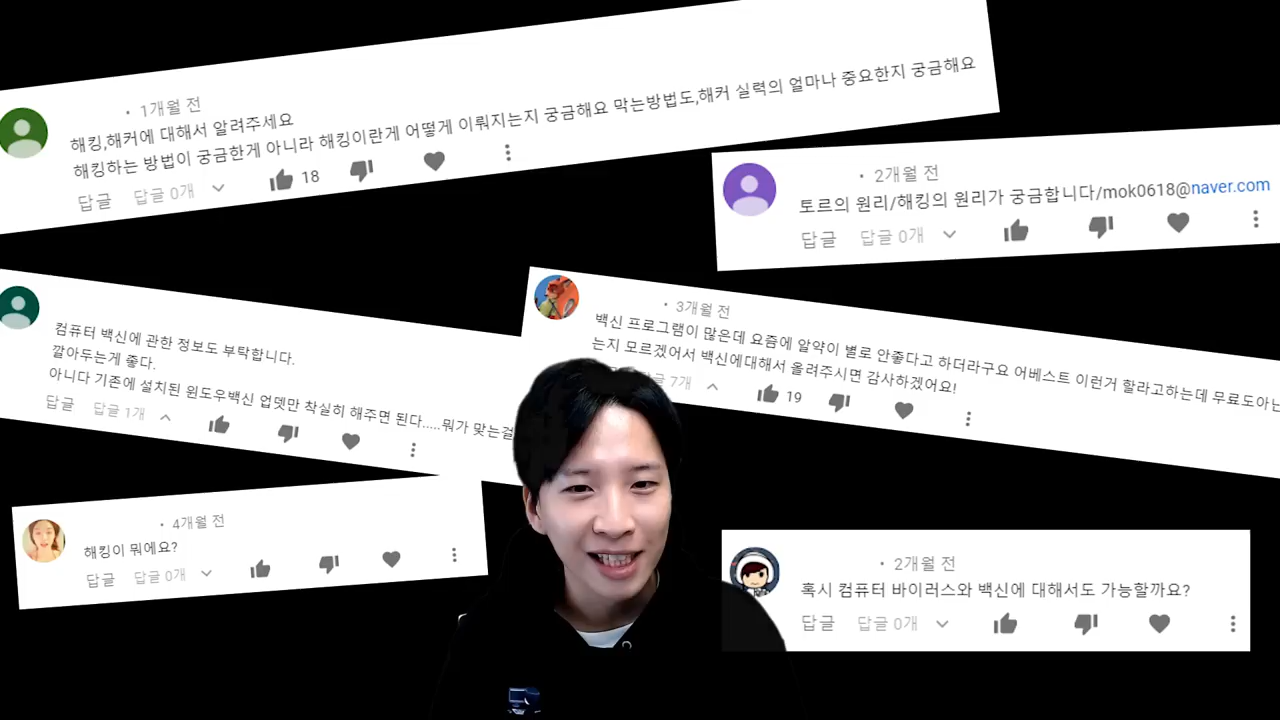 · 1개월 전
해킹,해커에 대해서 알려주세요
해킹하는 방법이 궁금한게 아니라 해킹이란게 어떻게 이뤄지는지 궁금해요 막는방법도,해커 실력의 얼마나 중요한지 궁금해요
답글 답글 0개 18
· 2개월 전
토르의 원리/해킹의 원리가 궁금합니다/mok0618@naver.com
답글 답글 0개
컴퓨터 백신에 관한 정보도 부탁합니다.
깔아두는게 좋다.
아니다 기존에 설치된 윈도우백신 업뎃만 착실히 해주면 된다.....뭐가 맞는걸
답글 답글 1개
· 3개월 전
백신 프로그램이 많은데 요즘에 알약이 별로 안좋다고 하더라구요 어베스트 이런거 할라고하는데 무료도아닌
는지 모르겠어서 백신에대해서 올려주시면 감사하겠어요!
답글 7개 19
· 4개월 전
해킹이 뭐에요?
답글 답글 0개
· 2개월 전
혹시 컴퓨터 바이러스와 백신에 대해서도 가능할까요?
답글 답글 0개